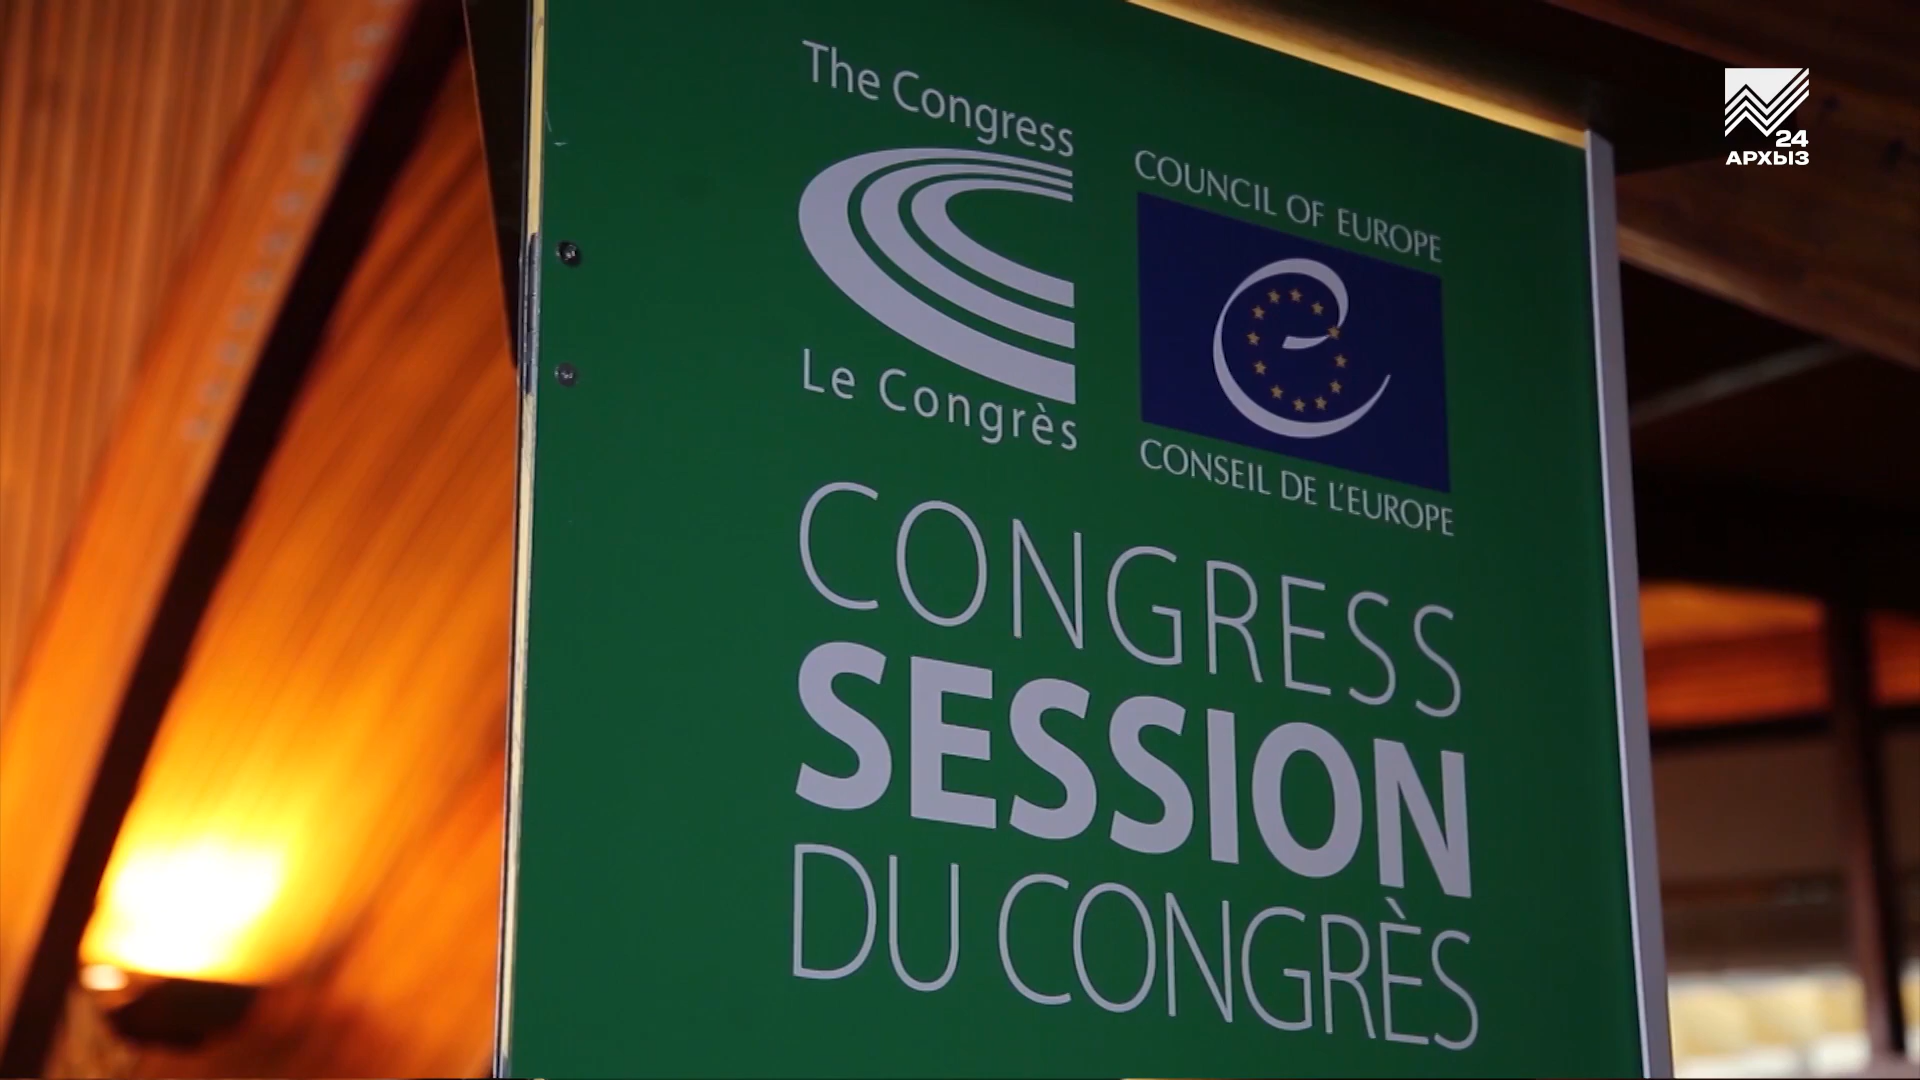 The Congress
Le Congrès
COUNCIL OF EUROPE
CONSEIL DE L'EUROPE
CONGRESS
SESSION
DU CONGRÈS
24
АРХЫЗ